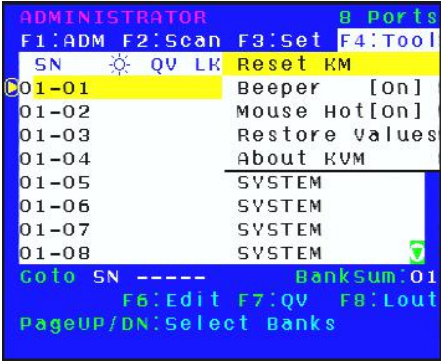 ADMINISTRATOR 8 Ports
F1:ADM F2:Scan F3:Set F4:Tool
SN QV LK Reset KM
01-01 Beeper [On]
01-02 Mouse Hot[On]
01-03 Restore Values
01-04 About KVM
01-05 SYSTEM
01-06 SYSTEM
01-07 SYSTEM
01-08 SYSTEM
Goto SN ----- BankSum:01
F6:Edit F7:QV F8:Lout
PageUP/DN:Select Banks